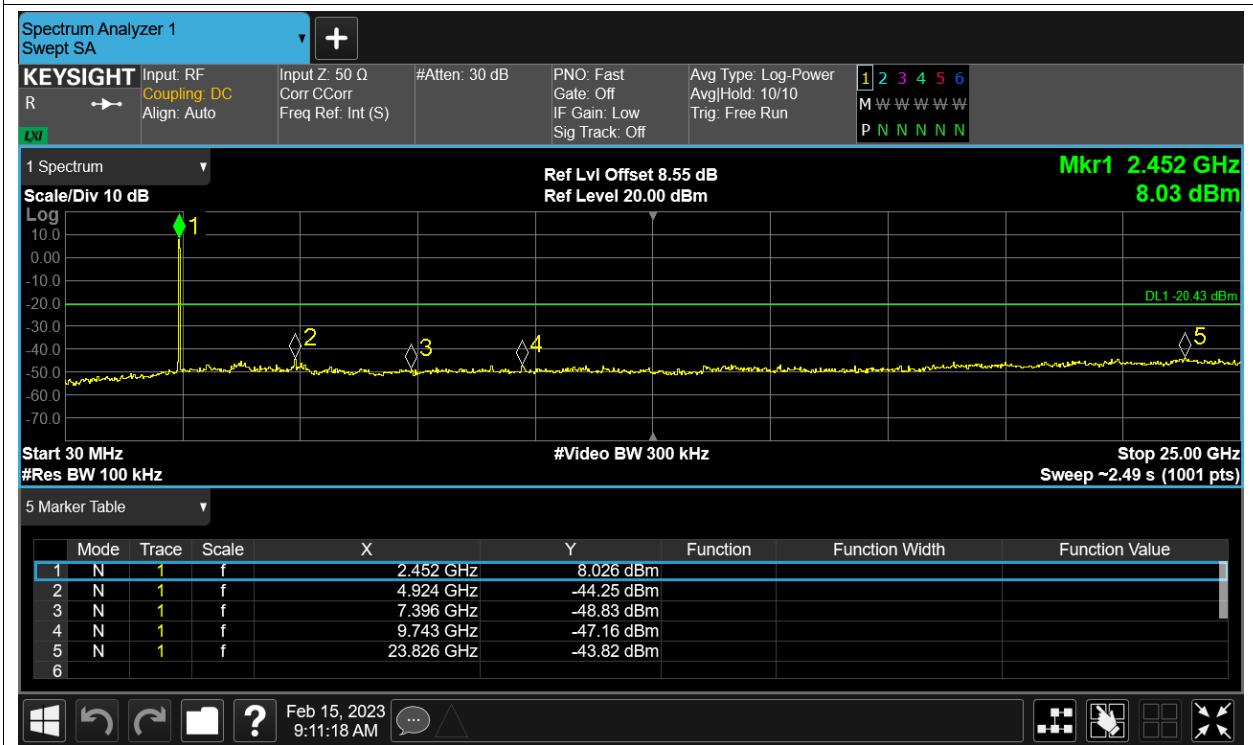 Spectrum Analyzer 1
Swept SA
KEYSIGHT Input: RF Input Z: 50 Ω #Atten: 30 dB PNO: Fast Avg Type: Log-Power 1 2 3 4 5 6
R Coupling: DC Corr CCorr Gate: Off Avg|Hold: 10/10 M W W W W W
Align: Auto Freq Ref: Int (S) IF Gain: Low Trig: Free Run
LXI Sig Track: Off P N N N N N
1 Spectrum Ref Lvl Offset 8.55 dB Mkr1 2.452 GHz
Scale/Div 10 dB Ref Level 20.00 dBm 8.03 dBm
Log
1
10.0
0.00
-10.0
-20.0 DL1 -20.43 dBm
-30.0
2 3 4 5
-40.0
-50.0
-60.0
-70.0
Start 30 MHz #Video BW 300 kHz Stop 25.00 GHz
#Res BW 100 kHz Sweep ~2.49 s (1001 pts)
5 Marker Table
Mode Trace Scale X Y Function Function Width Function Value
1 N 1 f 2.452 GHz 8.026 dBm
2 N 1 f 4.924 GHz -44.25 dBm
3 N 1 f 7.396 GHz -48.83 dBm
4 N 1 f 9.743 GHz -47.16 dBm
5 N 1 f 23.826 GHz -43.82 dBm
6
? Feb 15, 2023
9:11:18 AM